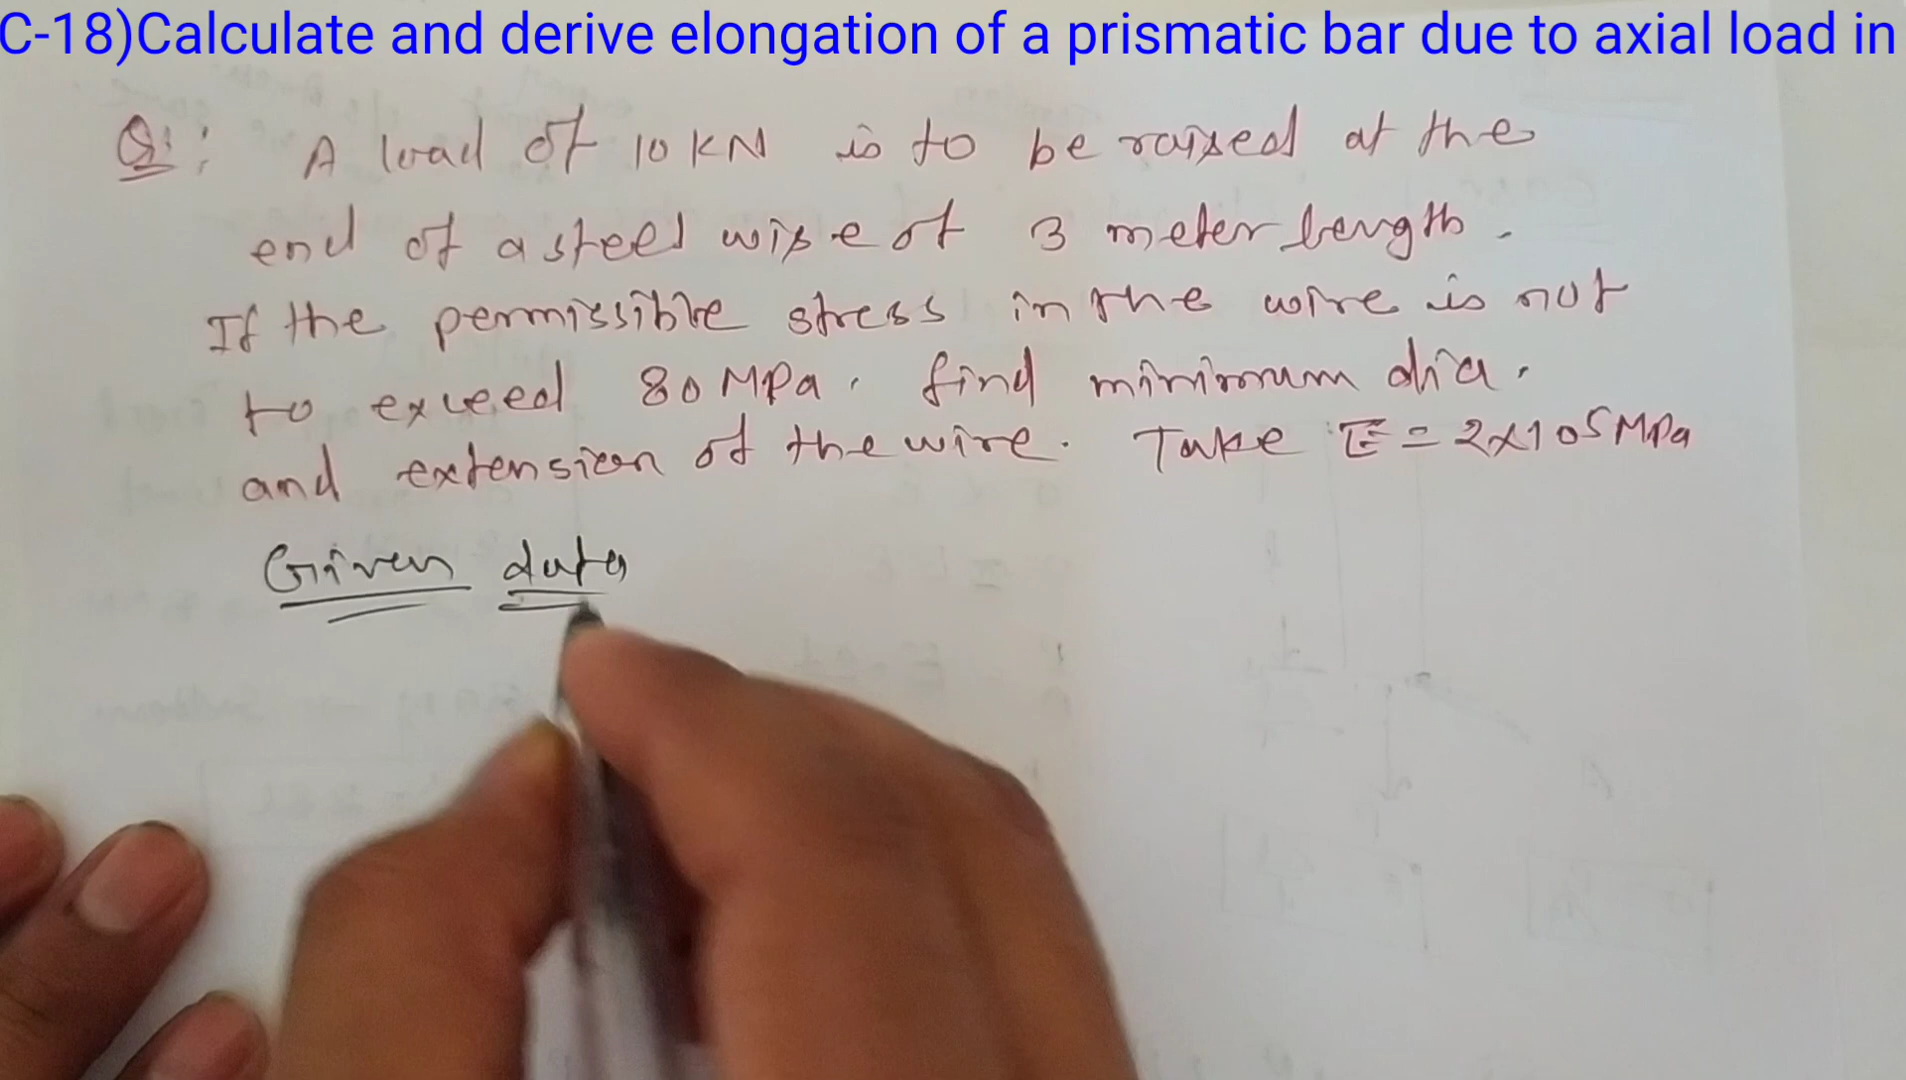 C-18)Calculate and derive elongation of a prismatic bar due to axial load in
Q: A load of 10 KN is to be raised at the
end of a steel wire of 3 meter length.
If the permissible stress in the wire is not
to exceed 80 MPa. find minimum dia.
and extension of the wire. Take E = 2x105 MPa
Given data